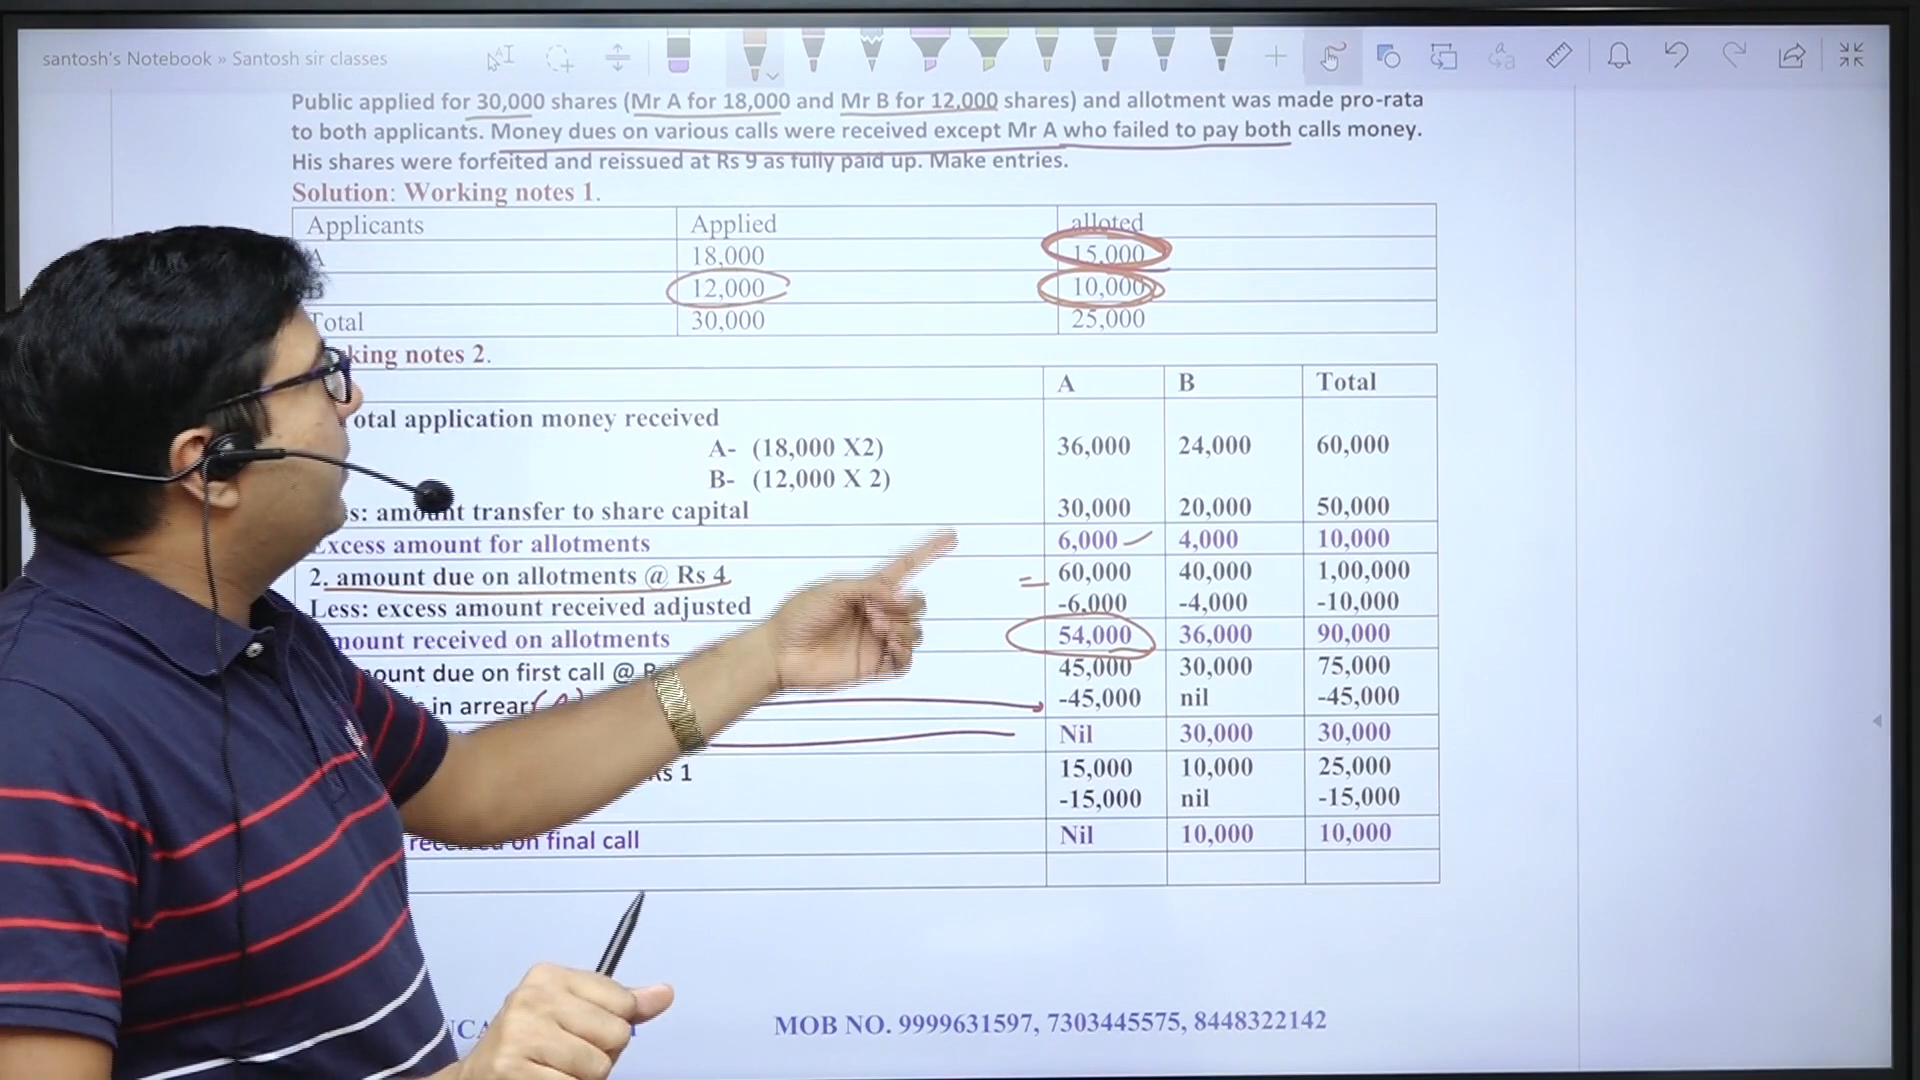 santosh's Notebook » Santosh sir classes
Public applied for 30,000 shares (Mr A for 18,000 and Mr B for 12,000 shares) and allotment was made pro-rata
to both applicants. Money dues on various calls were received except Mr A who failed to pay both calls money.
His shares were forfeited and reissued at Rs 9 as fully paid up. Make entries.
Solution: Working notes 1.
Applicants Applied alloted
A 18,000 15,000
B 12,000 10,000
Total 30,000 25,000
king notes 2.
A B Total
otal application money received
A- (18,000 X2) 36,000 24,000 60,000
B- (12,000 X 2)
s: amount transfer to share capital 30,000 20,000 50,000
Excess amount for allotments 6,000 4,000 10,000
2. amount due on allotments @ Rs 4 60,000 40,000 1,00,000
Less: excess amount received adjusted -6,000 -4,000 -10,000
mount received on allotments 54,000 36,000 90,000
ount due on first call @ 45,000 30,000 75,000
in arrear -45,000 nil -45,000
Nil 30,000 30,000
Rs 1 15,000 10,000 25,000
-15,000 nil -15,000
received on final call Nil 10,000 10,000
MOB NO. 9999631597, 7303445575, 8448322142